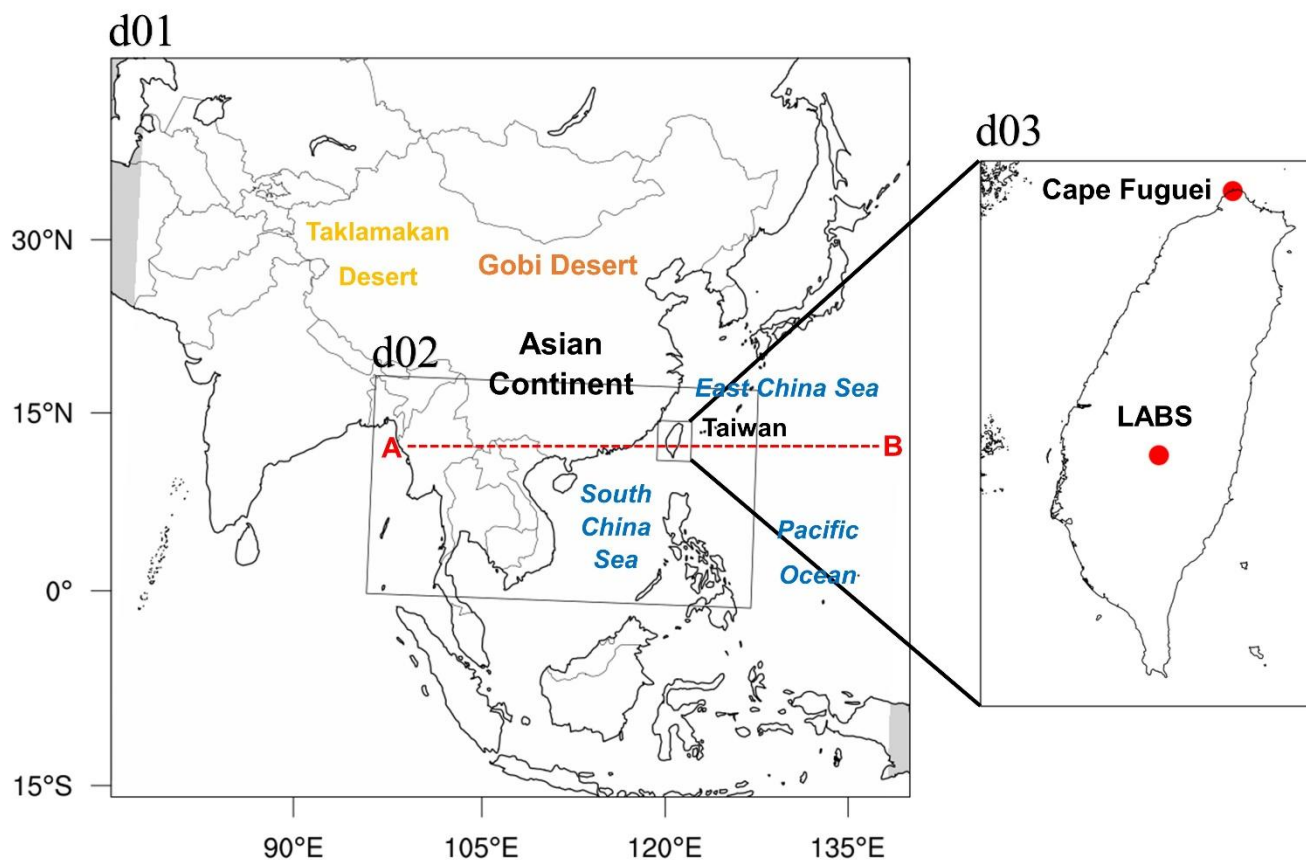 d01
d03
Cape Fuguei
Taklamakan
Desert
Gobi Desert
30°N
Asian
Continent
d02
East China Sea
15°N
Taiwan
LABS
A
B
South
China
Sea
Pacific
Ocean
0°
15°S
90°E
105°E
120°E
135°E